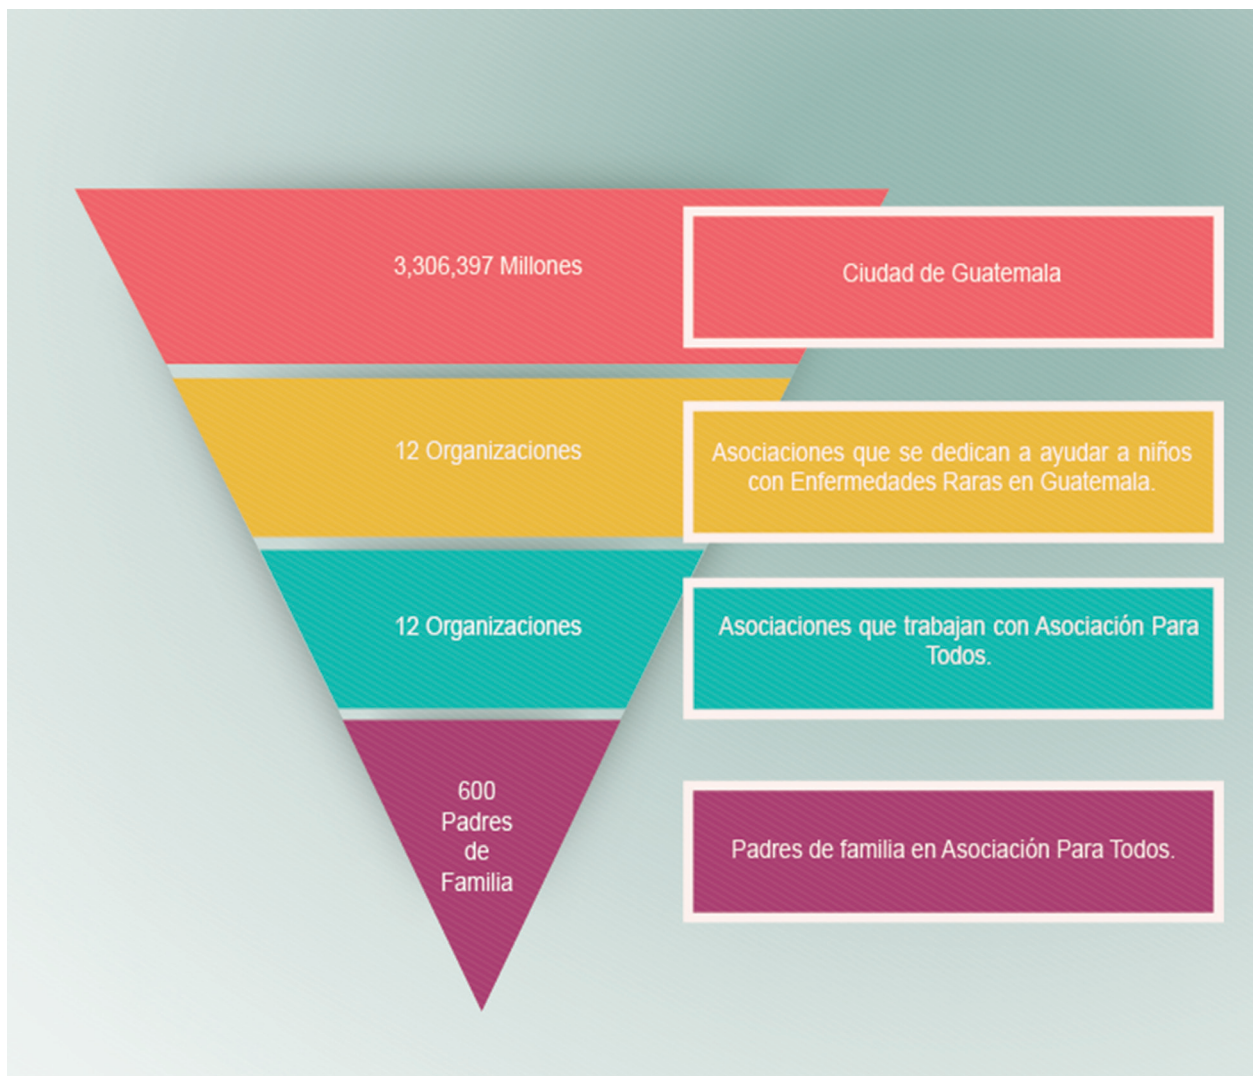 3,306,397 Millones
Ciudad de Guatemala
12 Organizaciones
Asociaciones que se dedican a ayudar a niños
con Enfermedades Raras en Guatemala.
12 Organizaciones
Asociaciones que trabajan con Asociación Para
Todos.
600
Padres
de
Familia
Padres de familia en Asociación Para Todos.